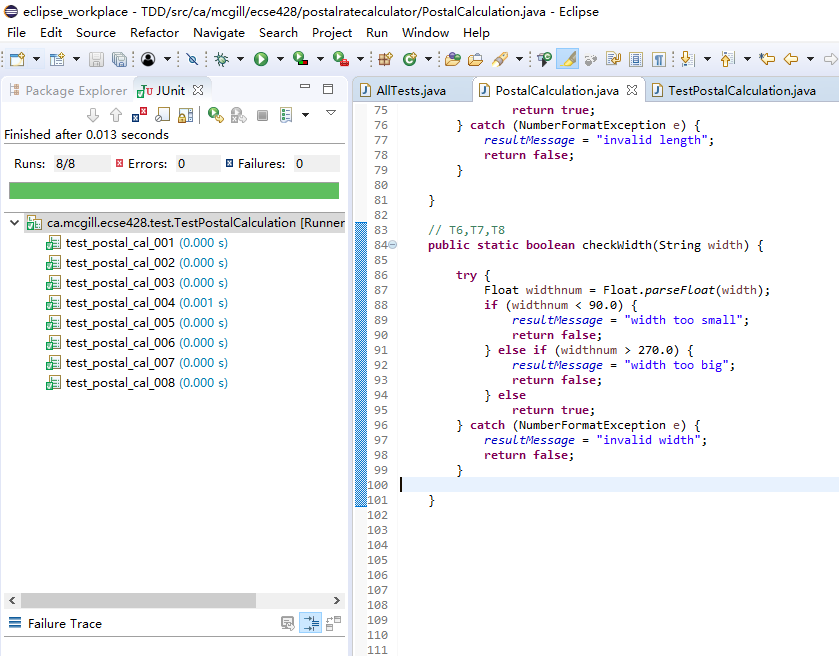 eclipse_workplace - TDD/src/ca/mcgill/ecse428/postalratecalculator/PostalCalculation.java - Eclipse
File Edit Source Refactor Navigate Search Project Run Window Help
Package Explorer JUnit
Finished after 0.013 seconds
Runs: 8/8 Errors: 0 Failures: 0
ca.mcgill.ecse428.test.TestPostalCalculation [Runner
test_postal_cal_001 (0.000 s)
test_postal_cal_002 (0.000 s)
test_postal_cal_003 (0.000 s)
test_postal_cal_004 (0.001 s)
test_postal_cal_005 (0.000 s)
test_postal_cal_006 (0.000 s)
test_postal_cal_007 (0.000 s)
test_postal_cal_008 (0.000 s)
Failure Trace
AllTests.java PostalCalculation.java TestPostalCalculation.java
75 return true;
76 } catch (NumberFormatException e) {
77 resultMessage = "invalid length";
78 return false;
79 }
80
81 }
82
83 // T6,T7,T8
84 public static boolean checkWidth(String width) {
85
86 try {
87 Float widthnum = Float.parseFloat(width);
88 if (widthnum < 90.0) {
89 resultMessage = "width too small";
90 return false;
91 } else if (widthnum > 270.0) {
92 resultMessage = "width too big";
93 return false;
94 } else
95 return true;
96 } catch (NumberFormatException e) {
97 resultMessage = "invalid width";
98 return false;
99 }
100
101 }
102
103
104
105
106
107
108
109
110
111